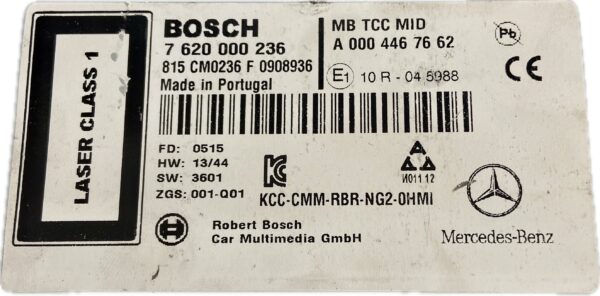 LASER CLASS 1
BOSCH
7 620 000 236
815 CM0236 F 0908936
Made in Portugal
MB TCC MID
A 000 446 76 62
E1 10 R - 04 5988
Pb
CE
FD: 0515
HW: 13/44
SW: 3601
ZGS: 001-Q01
KCC-CMM-RBR-NG2-0HMI
И011 12
Robert Bosch
Car Multimedia GmbH
Mercedes-Benz